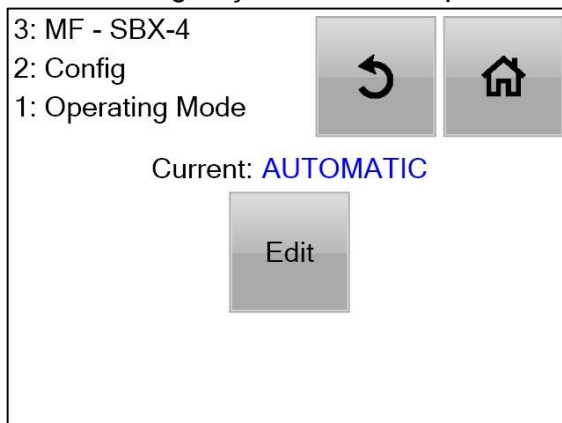 3: MF - SBX-4
2: Config
1: Operating Mode
Current: AUTOMATIC
Edit